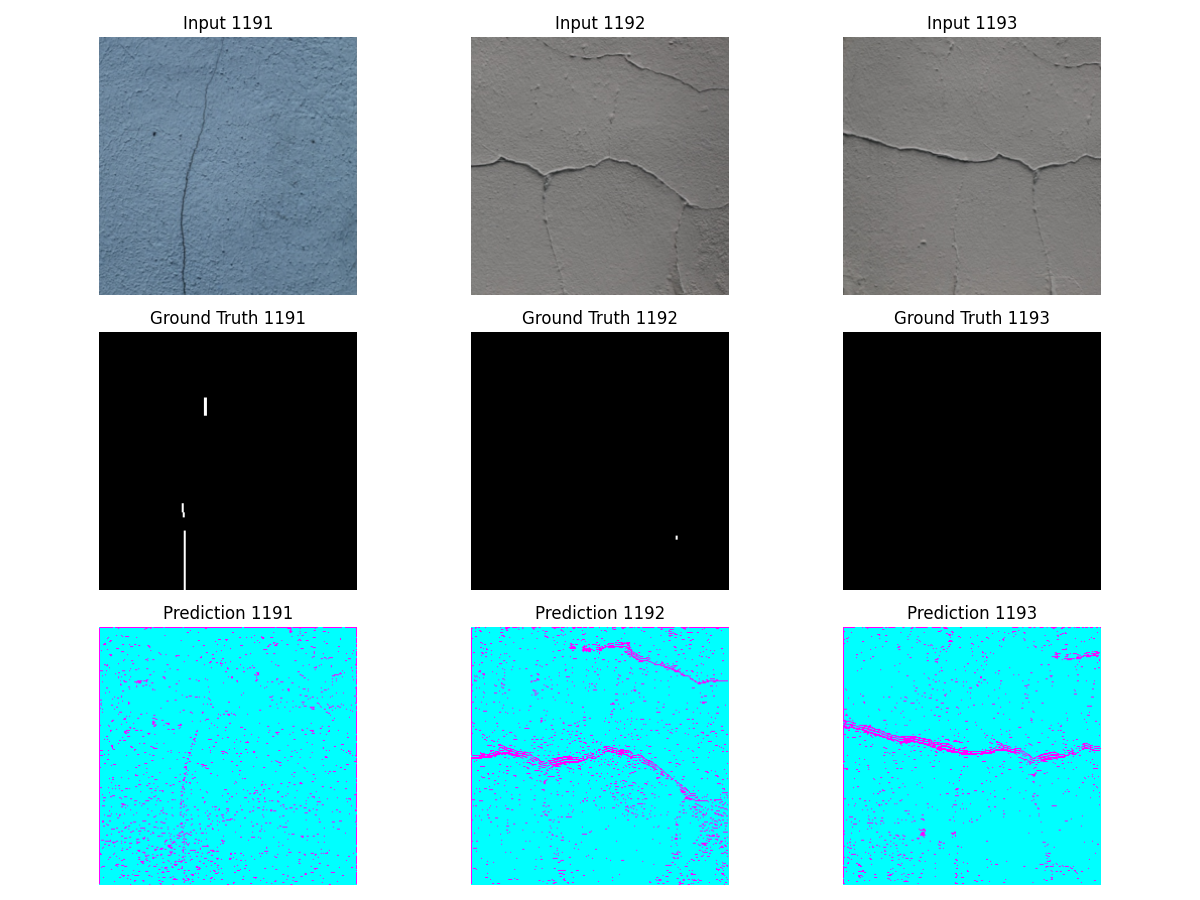 Input 1191
Input 1192
Input 1193
Ground Truth 1191
Ground Truth 1192
Ground Truth 1193
Prediction 1191
Prediction 1192
Prediction 1193